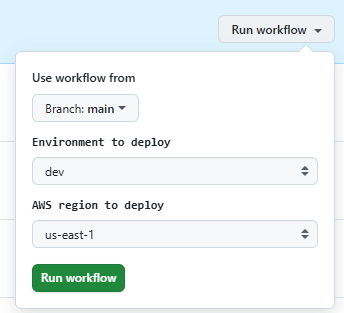 Run workflow
Use workflow from
Branch: main
Environment to deploy
dev
AWS region to deploy
us-east-1
Run workflow